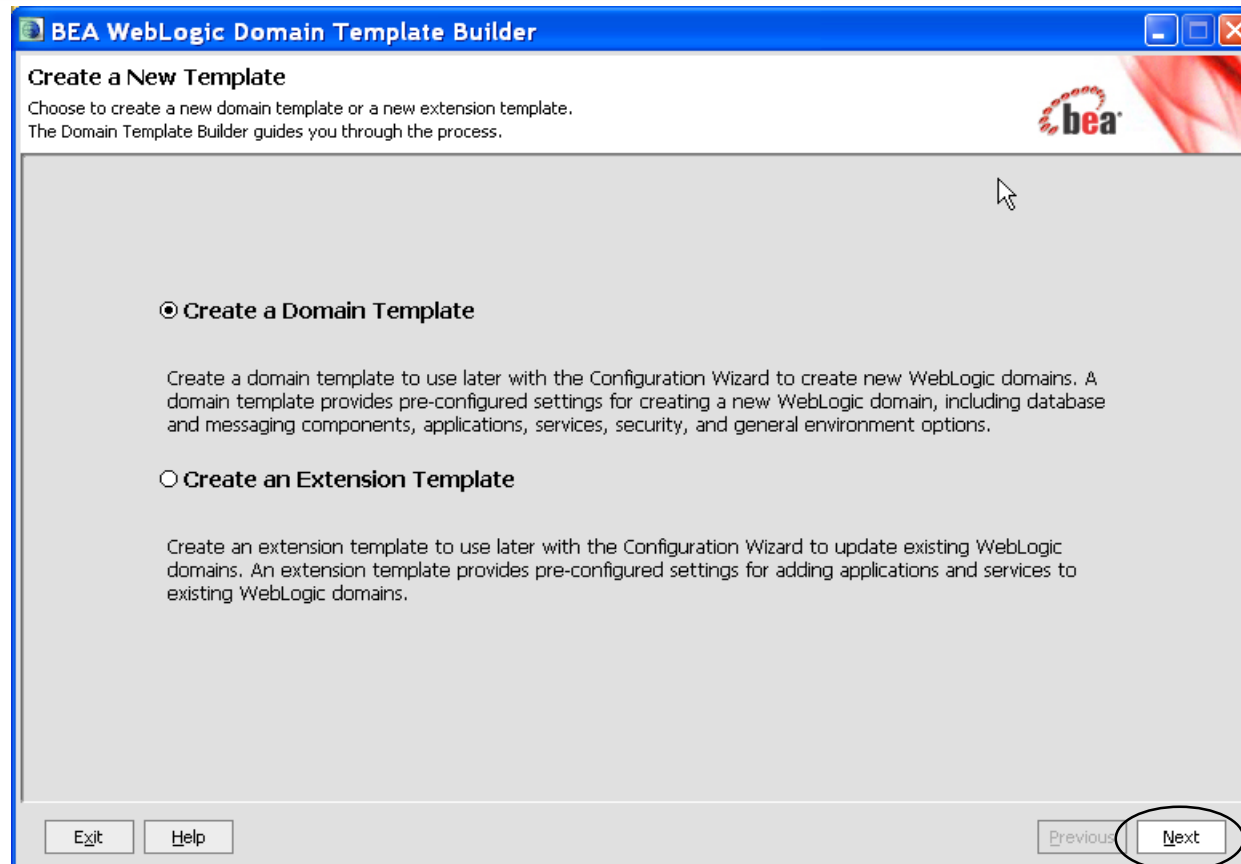 BEA WebLogic Domain Template Builder
Create a New Template
Choose to create a new domain template or a new extension template.
The Domain Template Builder guides you through the process.
bea
Create a Domain Template
Create a domain template to use later with the Configuration Wizard to create new WebLogic domains. A
domain template provides pre-configured settings for creating a new WebLogic domain, including database
and messaging components, applications, services, security, and general environment options.
Create an Extension Template
Create an extension template to use later with the Configuration Wizard to update existing WebLogic
domains. An extension template provides pre-configured settings for adding applications and services to
existing WebLogic domains.
Exit Help Previous Next